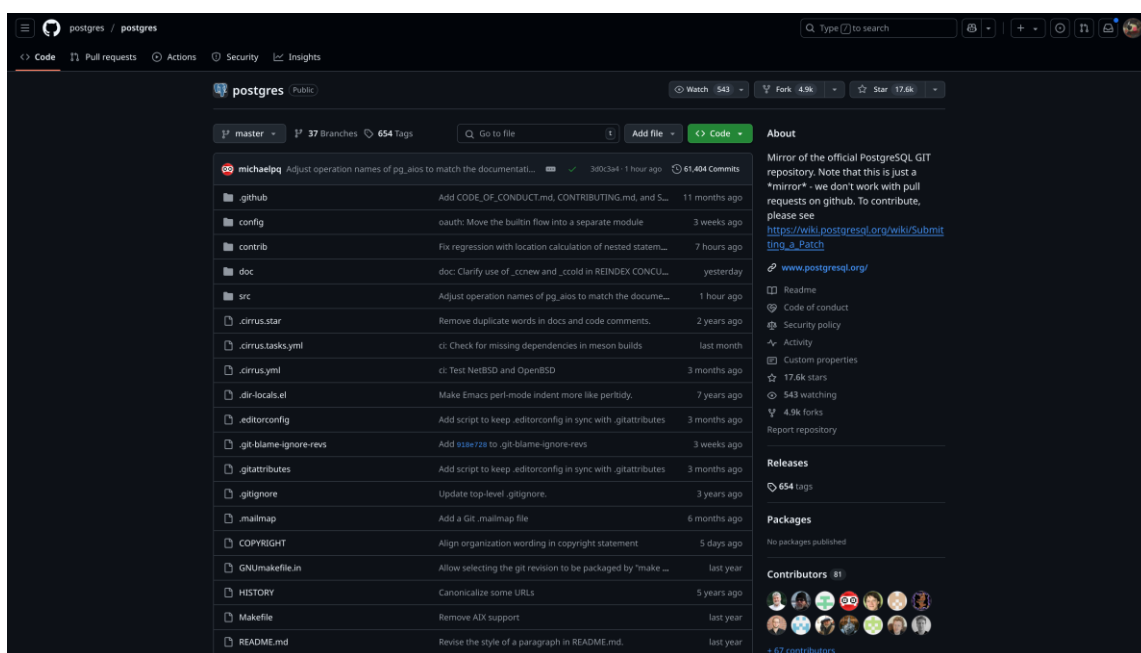 postgres / postgres
Type / to search
Code
Pull requests
Actions
Security
Insights
postgres Public
Watch 543
Fork 4.9k
Star 17.6k
master
37 Branches
654 Tags
Go to file
t
Add file
Code
michaelpq Adjust operation names of pg_aios to match the documentati... 3d0c3a4 · 1 hour ago 61,404 Commits
.github Add CODE_OF_CONDUCT.md, CONTRIBUTING.md, and S... 11 months ago
config oauth: Move the builtin flow into a separate module 3 weeks ago
contrib Fix regression with location calculation of nested statem... 7 hours ago
doc doc: Clarify use of _ccnew and _ccold in REINDEX CONCU... yesterday
src Adjust operation names of pg_aios to match the docume... 1 hour ago
.cirrus.star Remove duplicate words in docs and code comments. 2 years ago
.cirrus.tasks.yml ci: Check for missing dependencies in meson builds last month
.cirrus.yml ci: Test NetBSD and OpenBSD 3 months ago
.dir-locals.el Make Emacs perl-mode indent more like perltidy. 7 years ago
.editorconfig Add script to keep .editorconfig in sync with .gitattributes 3 months ago
.git-blame-ignore-revs Add 918e728 to .git-blame-ignore-revs 3 weeks ago
.gitattributes Add script to keep .editorconfig in sync with .gitattributes 3 months ago
.gitignore Update top-level .gitignore. 3 years ago
.mailmap Add a Git .mailmap file 6 months ago
COPYRIGHT Align organization wording in copyright statement 5 days ago
GNUmakefile.in Allow selecting the git revision to be packaged by "make ... last year
HISTORY Canonicalize some URLs 5 years ago
Makefile Remove AIX support last year
README.md Revise the style of a paragraph in README.md. last year
About
Mirror of the official PostgreSQL GIT
repository. Note that this is just a
*mirror* - we don't work with pull
requests on github. To contribute,
please see
https://wiki.postgresql.org/wiki/Submit
ting_a_Patch
www.postgresql.org/
Readme
Code of conduct
Security policy
Activity
Custom properties
17.6k stars
543 watching
4.9k forks
Report repository
Releases
654 tags
Packages
No packages published
Contributors 81
+ 67 contributors